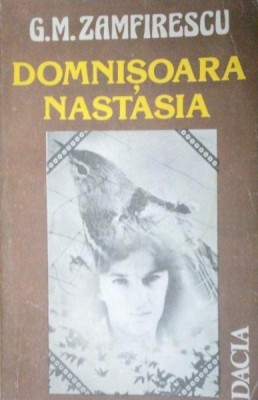 G.M. ZAMFIRESCU
DOMNIȘOARA
NASTASIA
DACIA